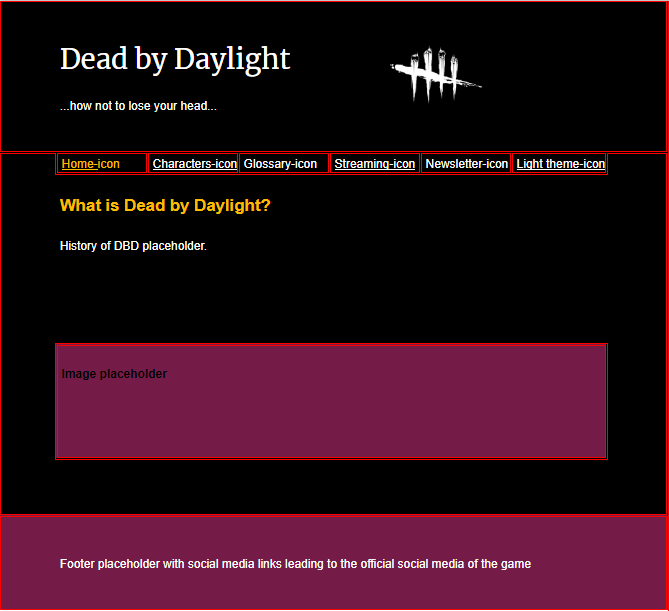 Dead by Daylight
...how not to lose your head...
Home-icon Characters-icon Glossary-icon Streaming-icon Newsletter-icon Light theme-icon
What is Dead by Daylight?
History of DBD placeholder.
Image placeholder
Footer placeholder with social media links leading to the official social media of the game